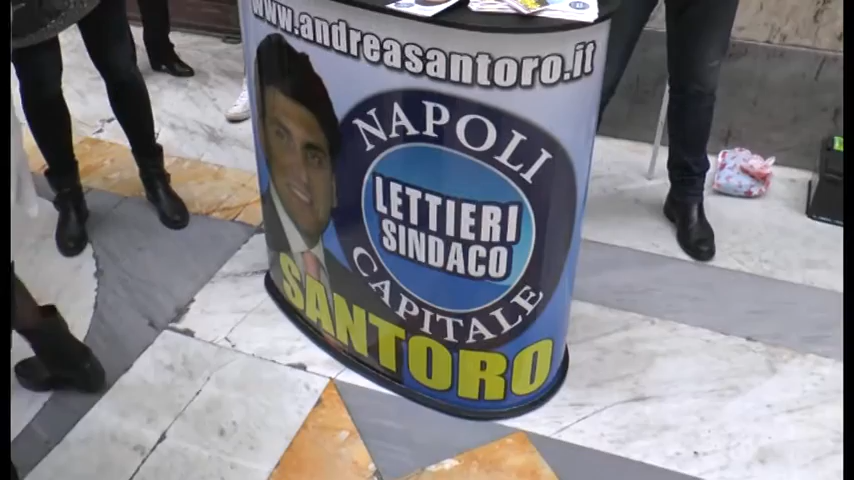 www.andreasantoro.it
NAPOLI
LETTIERI
SINDACO
CAPITALE
SANTORO